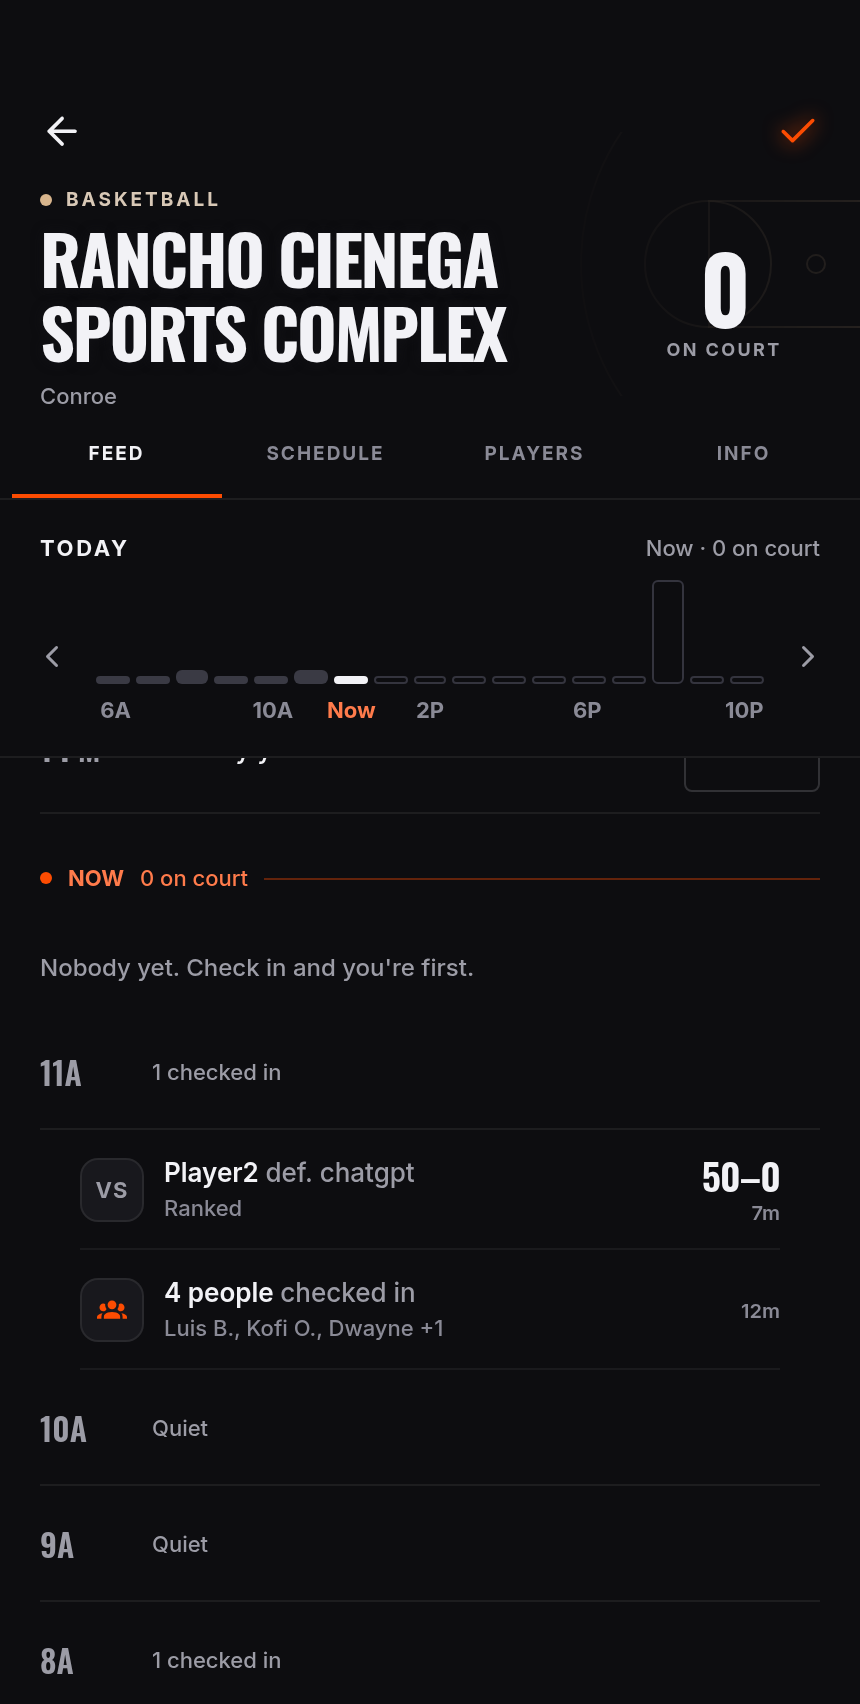 BASKETBALL
RANCHO CIENEGA
SPORTS COMPLEX
Conroe
0
ON COURT
FEED SCHEDULE PLAYERS INFO
TODAY
Now · 0 on court
6A 10A Now 2P 6P 10P
NOW 0 on court
Nobody yet. Check in and you're first.
11A 1 checked in
VS
Player2 def. chatgpt
Ranked
50–0
7m
4 people checked in
Luis B., Kofi O., Dwayne +1
12m
10A Quiet
9A Quiet
8A 1 checked in